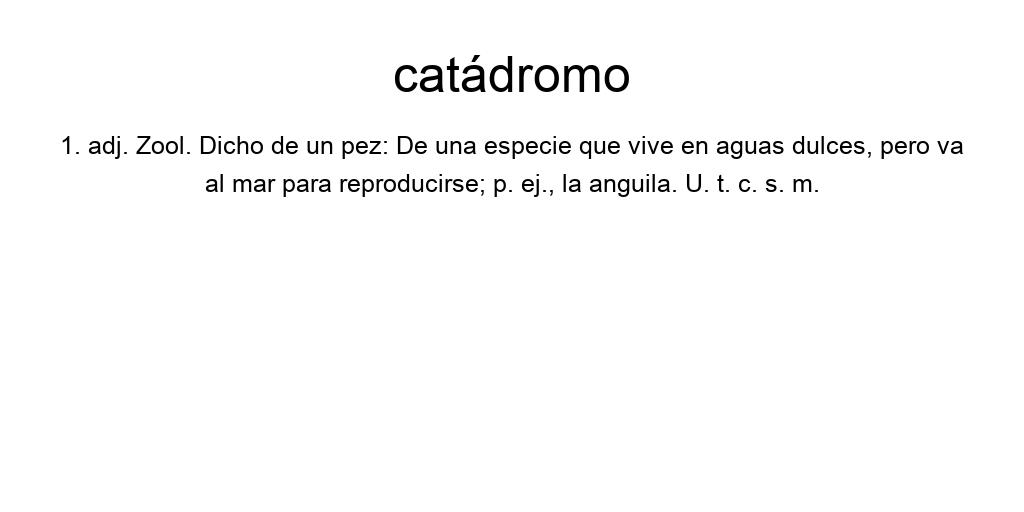 catádromo
1. adj. Zool. Dicho de un pez: De una especie que vive en aguas dulces, pero va
al mar para reproducirse; p. ej., la anguila. U. t. c. s. m.